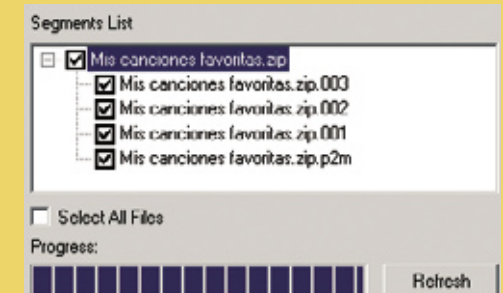 Segments List
Mis canciones favoritas.zip
Mis canciones favoritas.zip.003
Mis canciones favoritas.zip.002
Mis canciones favoritas.zip.001
Mis canciones favoritas.zip.p2m
Select All Files
Progress:
Refresh